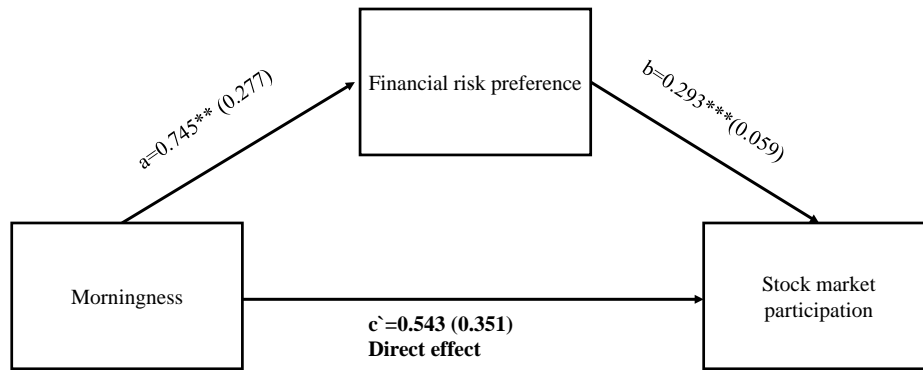 Financial risk preference
a=0.745** (0.277)
b=0.293***(0.059)
Morningness
Stock market
participation
c`=0.543 (0.351)
Direct effect